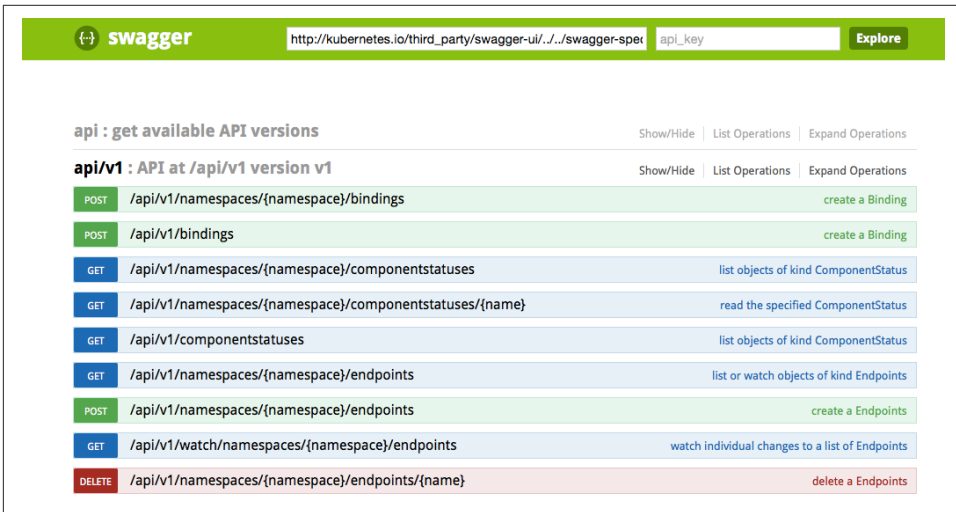 {··} swagger http://kubernetes.io/third_party/swagger-ui/../../swagger-spec api_key Explore
api : get available API versions Show/Hide List Operations Expand Operations
api/v1 : API at /api/v1 version v1 Show/Hide List Operations Expand Operations
POST /api/v1/namespaces/{namespace}/bindings create a Binding
POST /api/v1/bindings create a Binding
GET /api/v1/namespaces/{namespace}/componentstatuses list objects of kind ComponentStatus
GET /api/v1/namespaces/{namespace}/componentstatuses/{name} read the specified ComponentStatus
GET /api/v1/componentstatuses list objects of kind ComponentStatus
GET /api/v1/namespaces/{namespace}/endpoints list or watch objects of kind Endpoints
POST /api/v1/namespaces/{namespace}/endpoints create a Endpoints
GET /api/v1/watch/namespaces/{namespace}/endpoints watch individual changes to a list of Endpoints
DELETE /api/v1/namespaces/{namespace}/endpoints/{name} delete a Endpoints